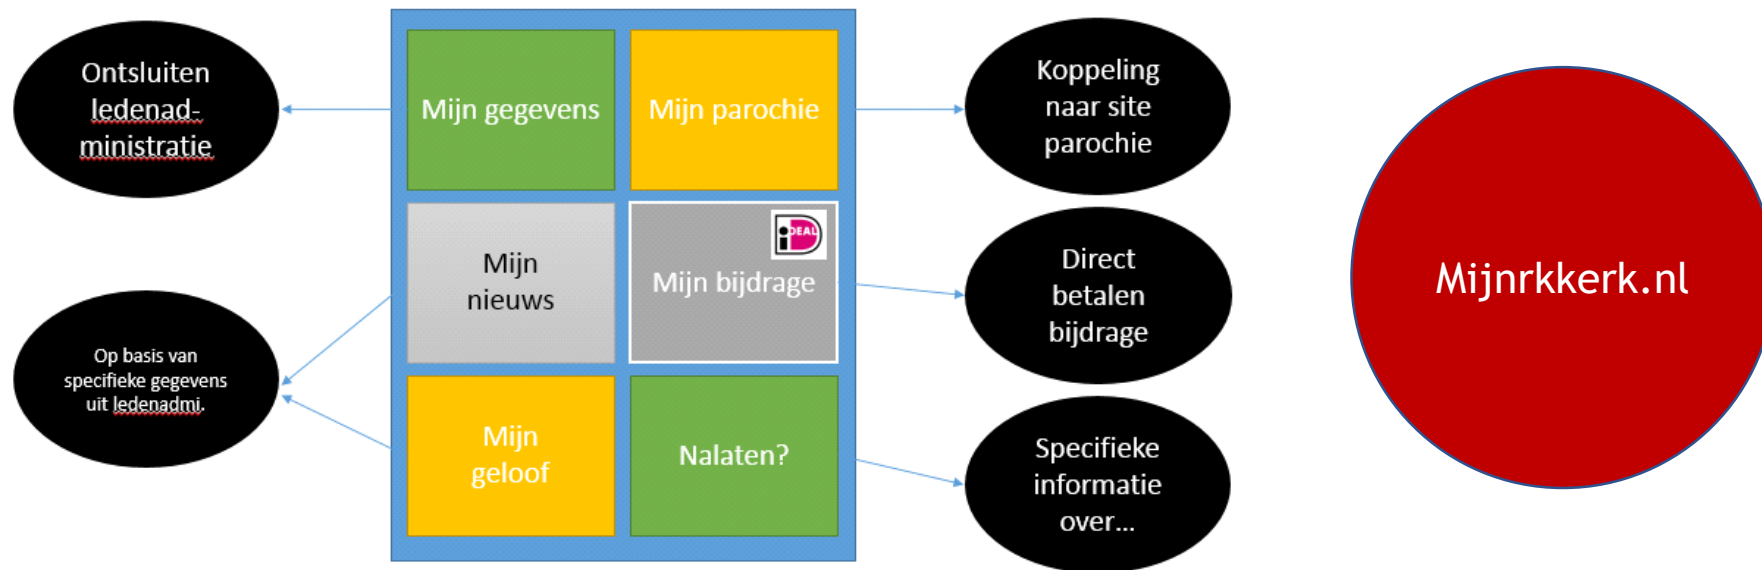 Ontsluiten
ledenad-
ministratie
Mijn gegevens
Mijn parochie
Koppeling
naar site
parochie
Mijnrkkerk.nl
Mijn
nieuws
iDEAL
Mijn bijdrage
Direct
betalen
bijdrage
Op basis van
specifieke gegevens
uit ledenadmi.
Mijn
geloof
Nalaten?
Specifieke
informatie
over...